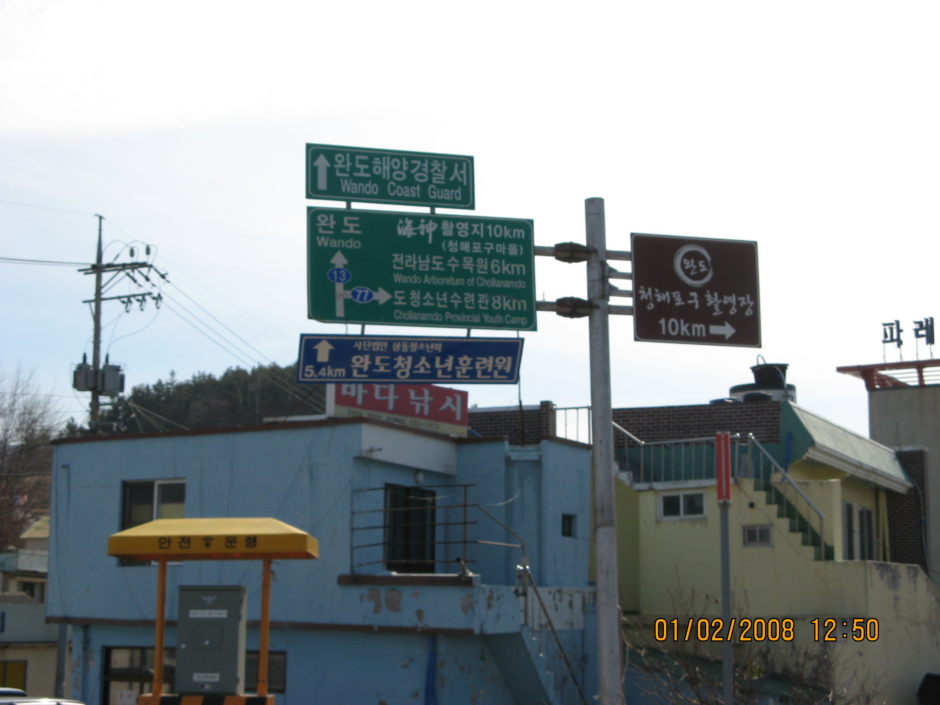 완도해양경찰서
Wando Coast Guard
완도
Wando
海神 촬영지 10km
(청해포구마을)
전라남도수목원 6km
Wando Arboretum of Chollanamdo
13
77
도청소년수련관 8km
Chollanamdo Provincial Youth Camp
사단법인 삼동청소년회
5.4km 완도청소년훈련원
완도
청해포구 촬영장
10km
바다낚시
파래
안전 운행
01/02/2008 12:50